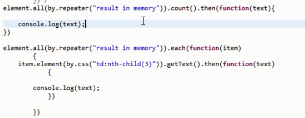 element.all(by.repeater("result in memory")).count().then(function(text){
console.log(text);
})
element.all(by.repeater("result in memory")).each(function(item)
{
item.element(by.css("td:nth-child(3)")).getText().then(function(text)
{
console.log(text);
})
})